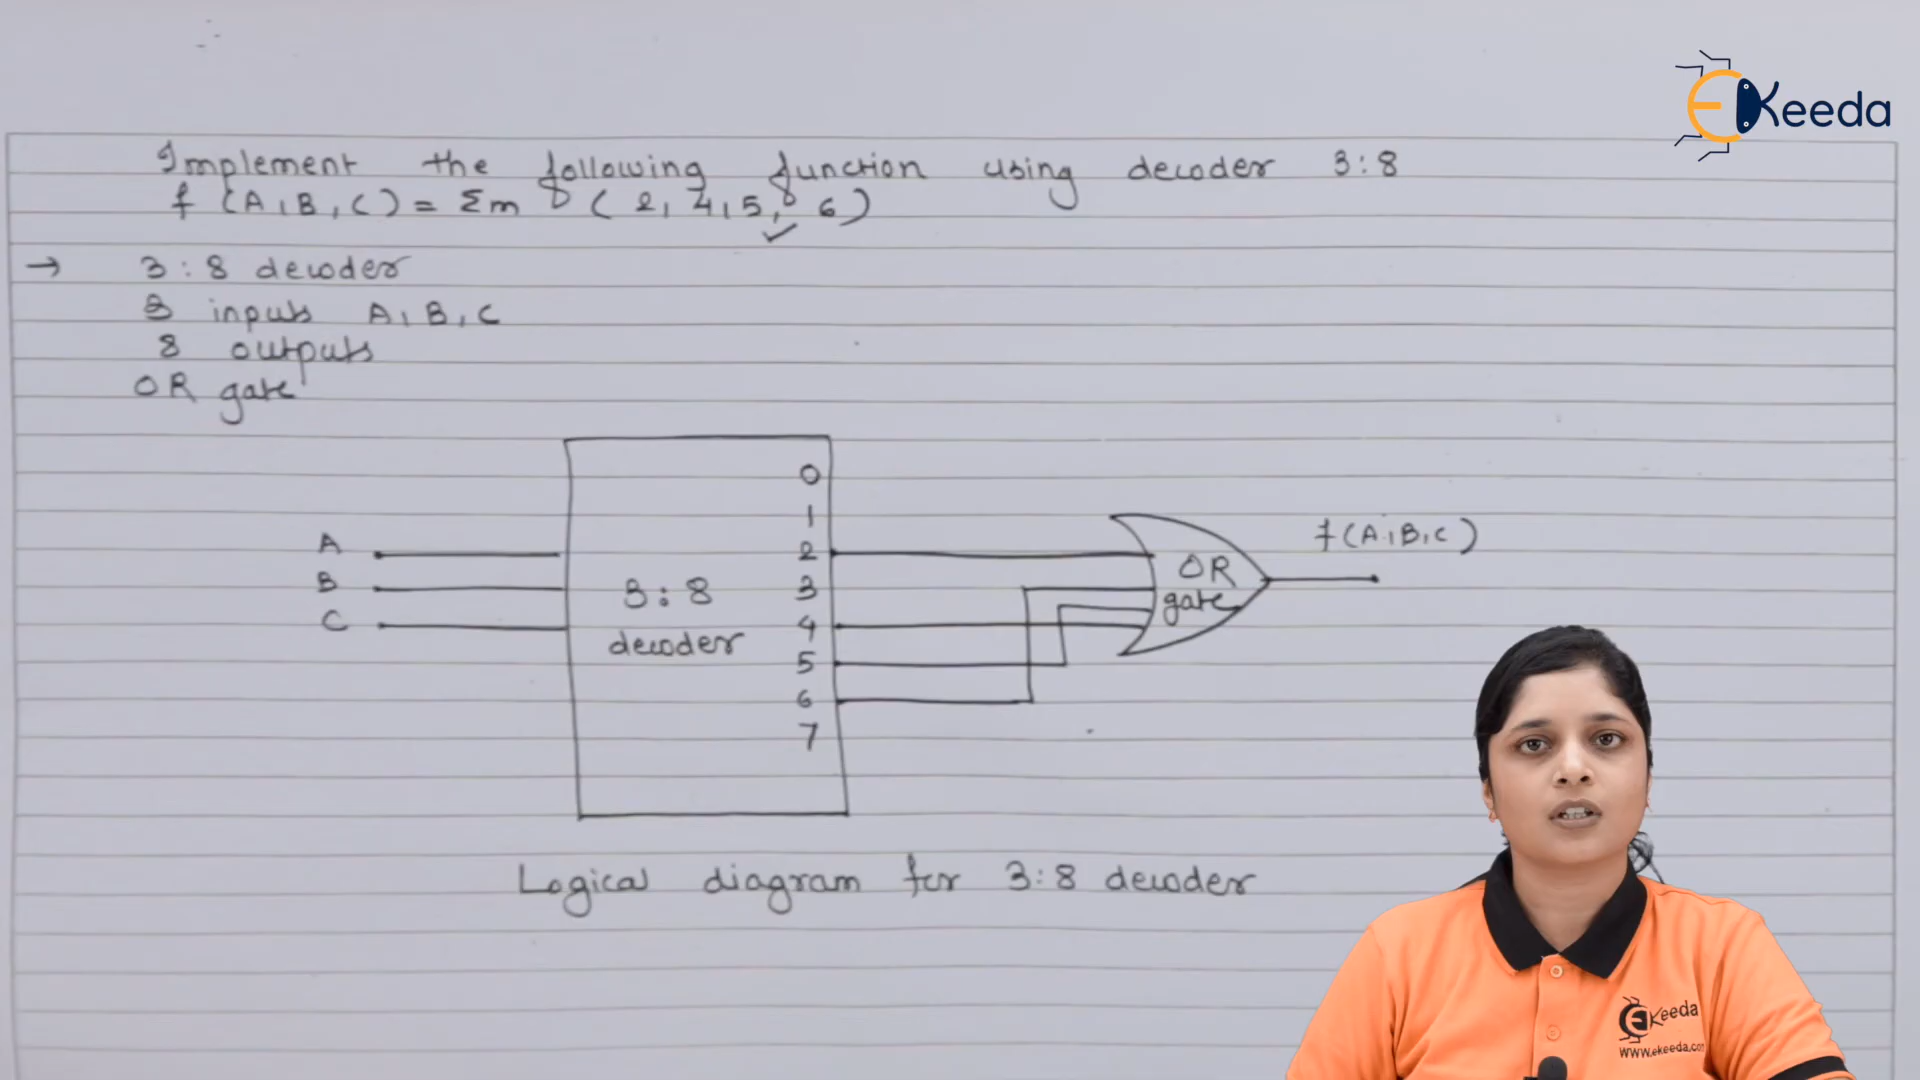 EKeeda
Implement the following function using decoder 3:8
f (A,B,C) = Σm (2,4,5,6)
→ 3:8 decoder
3 inputs A,B,C
8 outputs
OR gate
0
1
A
2
B
3
C
4
5
6
7
3:8
decoder
OR
gate
f(A,B,C)
Logical diagram for 3:8 decoder
EKeeda
www.ekeeda.com